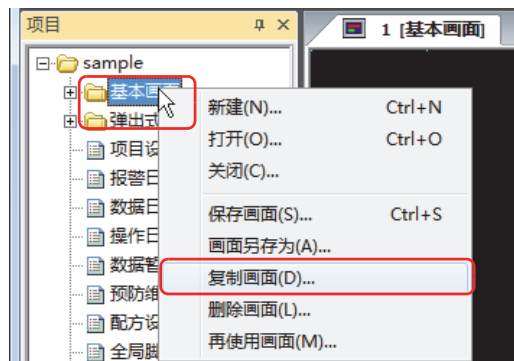 项目
1 [基本画面]
sample
基本画面
弹出式
项目设
报警日
数据日
操作日
数据暂
预防维
配方设
全局脚
新建(N)... Ctrl+N
打开(O)... Ctrl+O
关闭(C)...
保存画面(S)... Ctrl+S
画面另存为(A)...
复制画面(D)...
删除画面(L)...
再使用画面(M)...